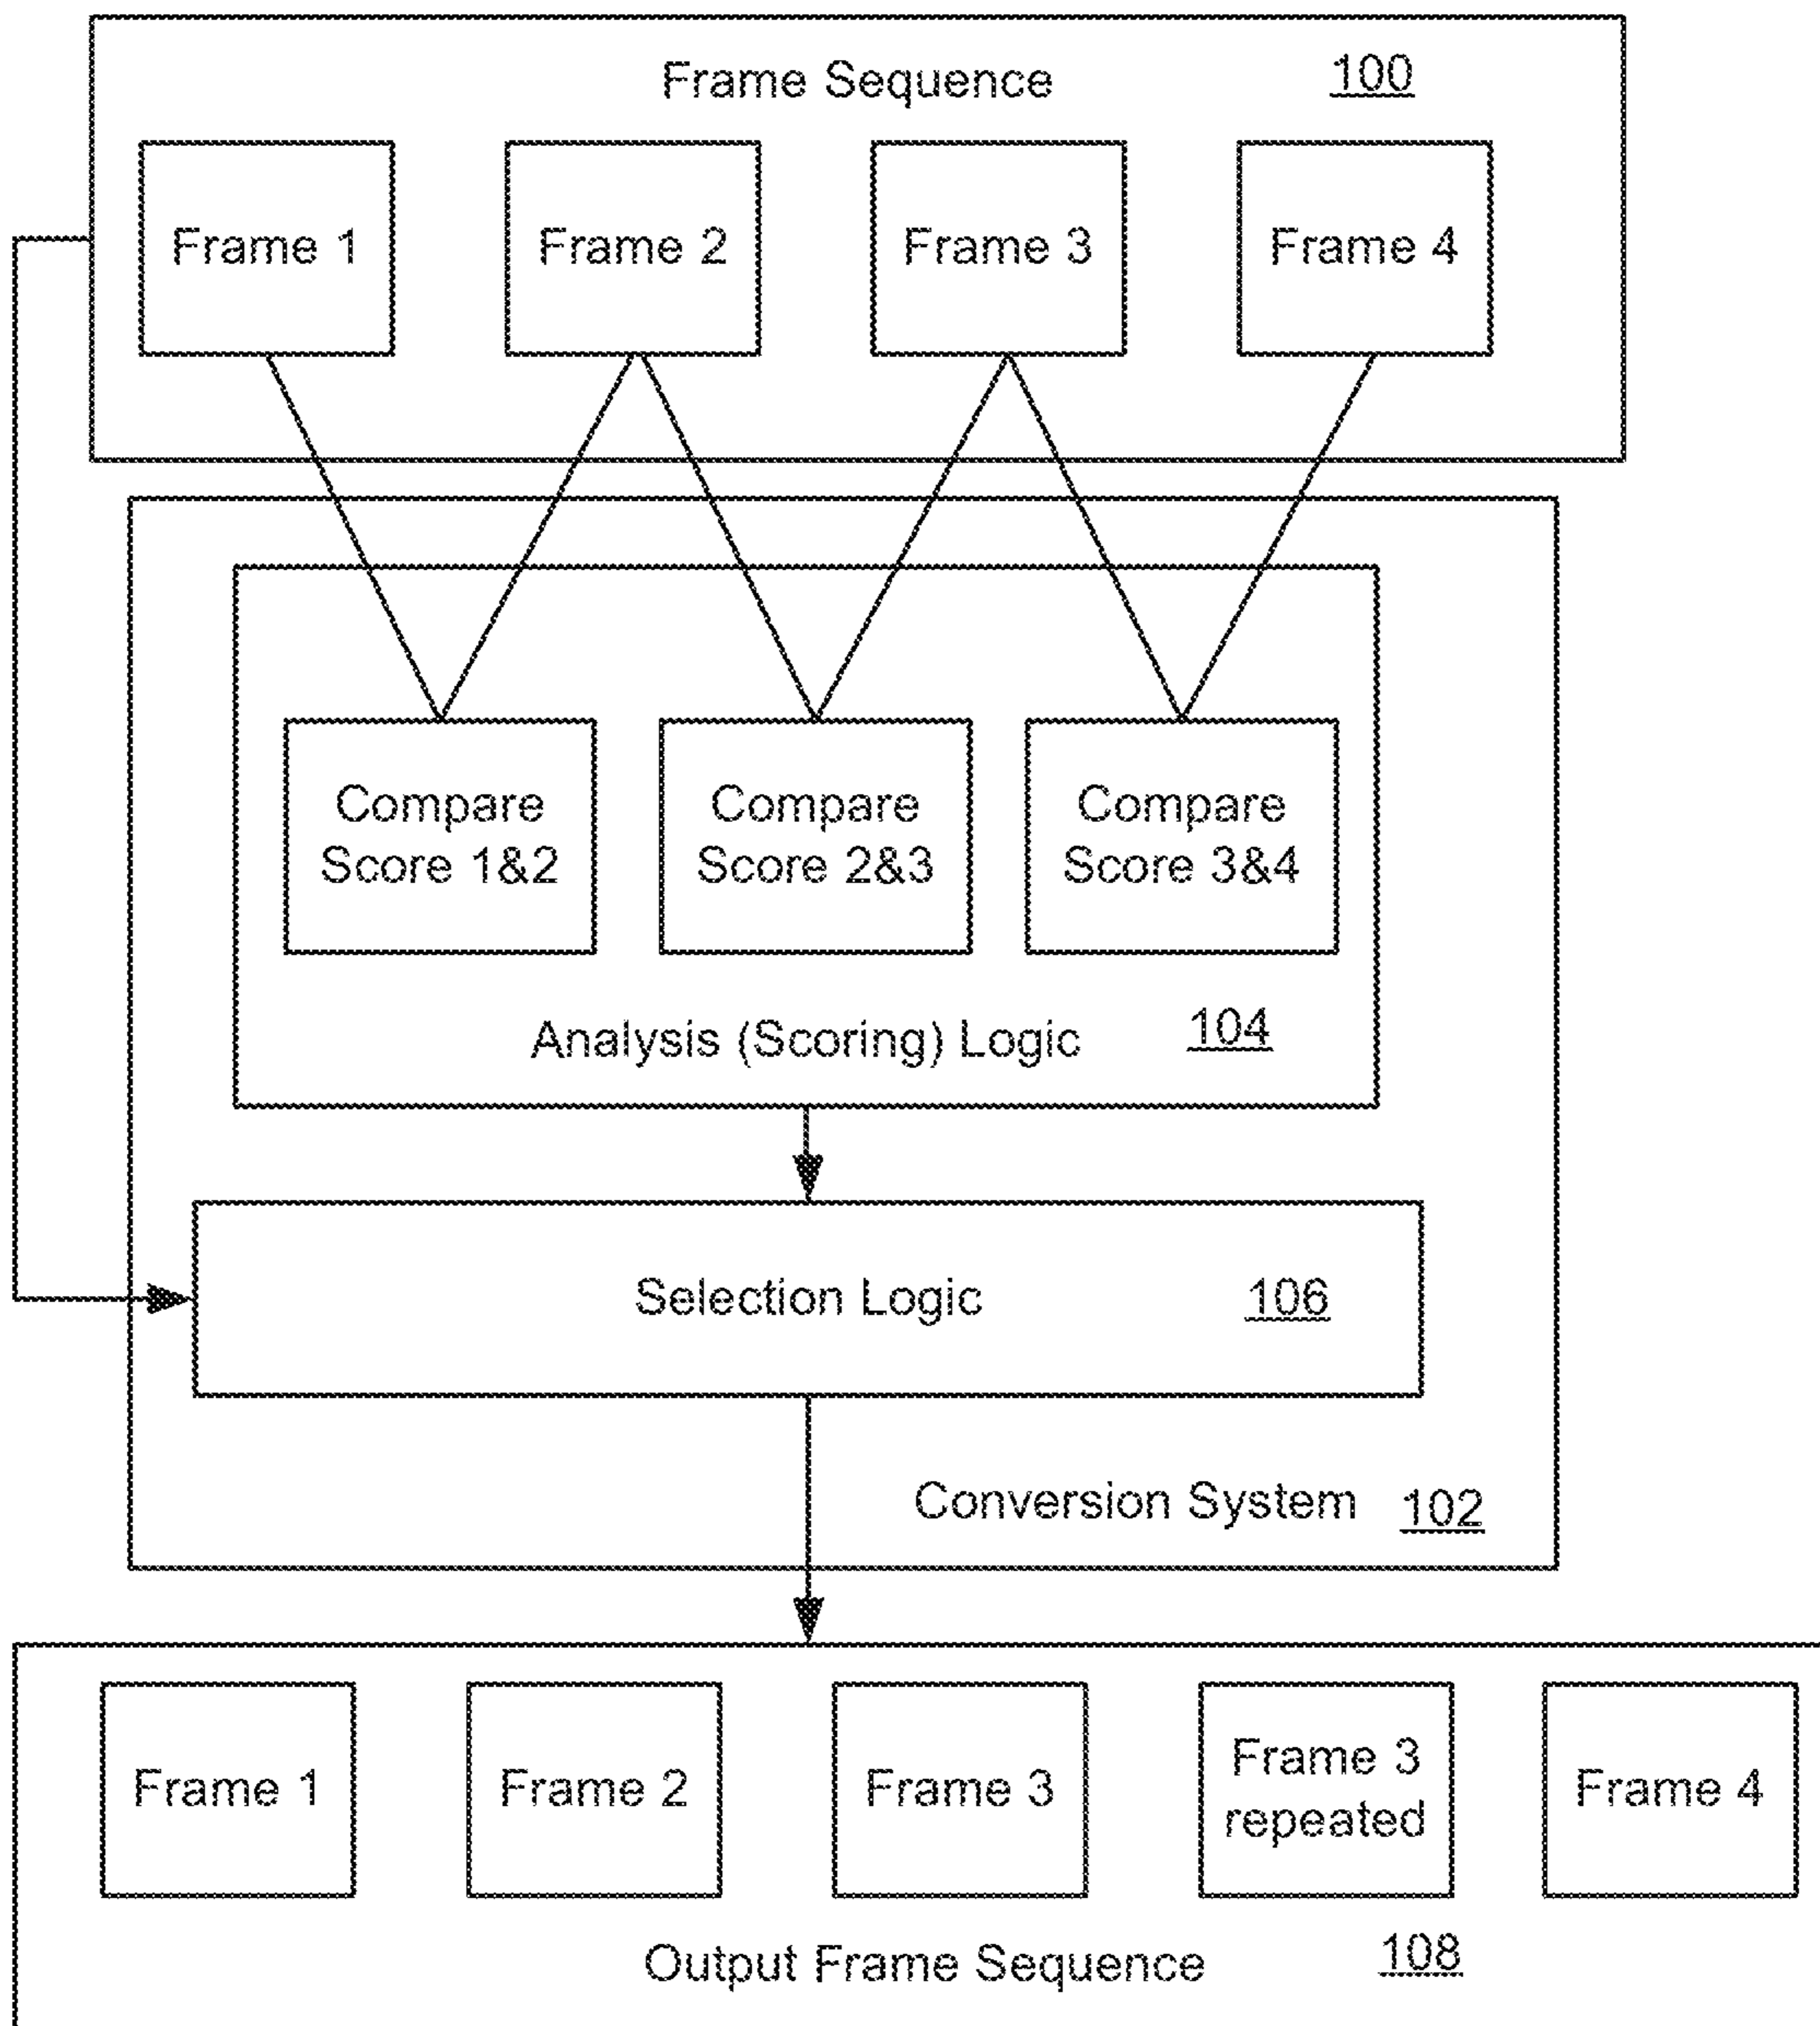 Frame Sequence 100
Frame 1 Frame 2 Frame 3 Frame 4
Compare
Score 1&2
Compare
Score 2&3
Compare
Score 3&4
Analysis (Scoring) Logic 104
Selection Logic 106
Conversion System 102
Frame 1 Frame 2 Frame 3
Frame 3
repeated
Frame 4
Output Frame Sequence 108